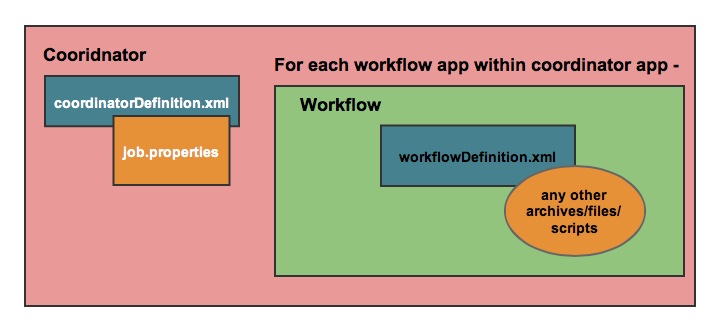 Cooridnator
For each workflow app within coordinator app -
coordinatorDefinition.xml
job.properties
Workflow
workflowDefinition.xml
any other
archives/files/
scripts